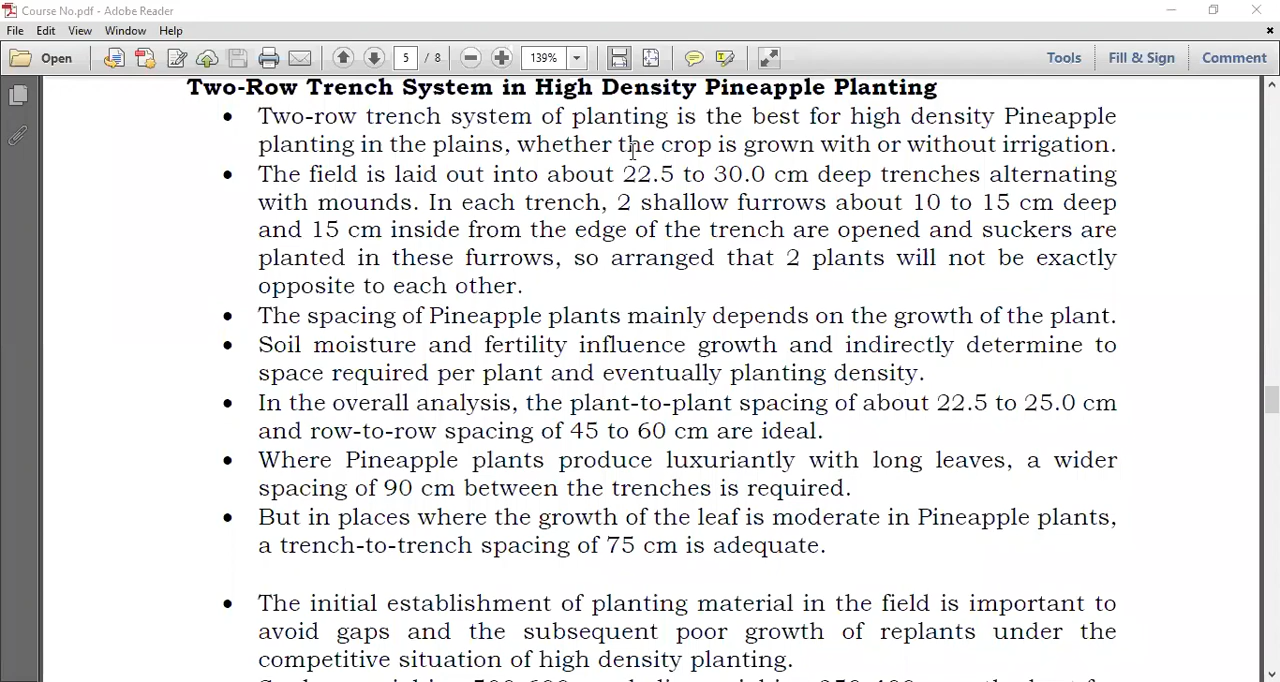 Course No.pdf - Adobe Reader
File Edit View Window Help
Open 5 / 8 139% Tools Fill & Sign Comment
Two-Row Trench System in High Density Pineapple Planting
• Two-row trench system of planting is the best for high density Pineapple
planting in the plains, whether the crop is grown with or without irrigation.
• The field is laid out into about 22.5 to 30.0 cm deep trenches alternating
with mounds. In each trench, 2 shallow furrows about 10 to 15 cm deep
and 15 cm inside from the edge of the trench are opened and suckers are
planted in these furrows, so arranged that 2 plants will not be exactly
opposite to each other.
• The spacing of Pineapple plants mainly depends on the growth of the plant.
• Soil moisture and fertility influence growth and indirectly determine to
space required per plant and eventually planting density.
• In the overall analysis, the plant-to-plant spacing of about 22.5 to 25.0 cm
and row-to-row spacing of 45 to 60 cm are ideal.
• Where Pineapple plants produce luxuriantly with long leaves, a wider
spacing of 90 cm between the trenches is required.
• But in places where the growth of the leaf is moderate in Pineapple plants,
a trench-to-trench spacing of 75 cm is adequate.
• The initial establishment of planting material in the field is important to
avoid gaps and the subsequent poor growth of replants under the
competitive situation of high density planting.